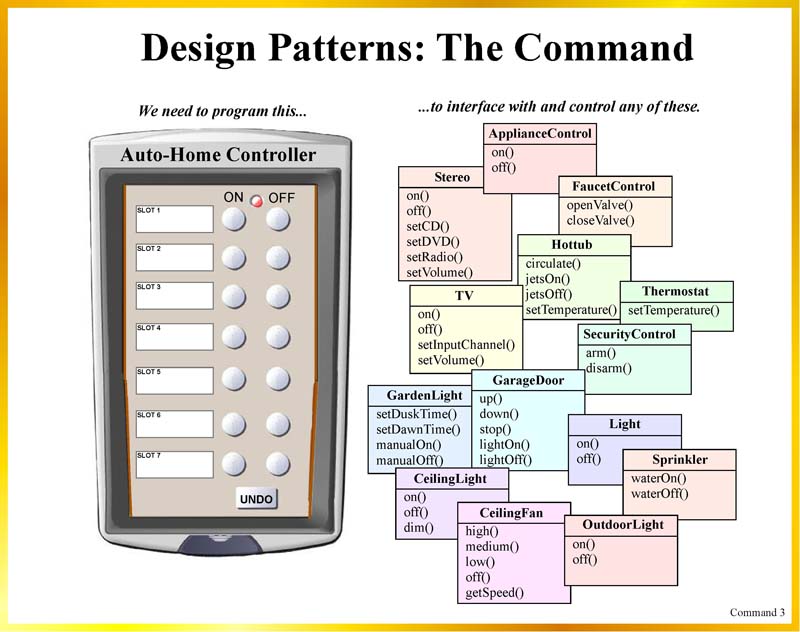 Design Patterns: The Command
We need to program this...
...to interface with and control any of these.
Auto-Home Controller
ON OFF
SLOT 1
SLOT 2
SLOT 3
SLOT 4
SLOT 5
SLOT 6
SLOT 7
UNDO
ApplianceControl
on()
off()
Stereo
on()
off()
setCD()
setDVD()
setRadio()
setVolume()
FaucetControl
openValve()
closeValve()
Hottub
circulate()
jetsOn()
jetsOff()
setTemperature()
TV
on()
off()
setInputChannel()
setVolume()
Thermostat
setTemperature()
SecurityControl
arm()
disarm()
GarageDoor
up()
down()
stop()
lightOn()
lightOff()
GardenLight
setDuskTime()
setDawnTime()
manualOn()
manualOff()
Light
on()
off()
Sprinkler
waterOn()
waterOff()
CeilingLight
on()
off()
dim()
CeilingFan
high()
medium()
low()
off()
getSpeed()
OutdoorLight
on()
off()
Command 3